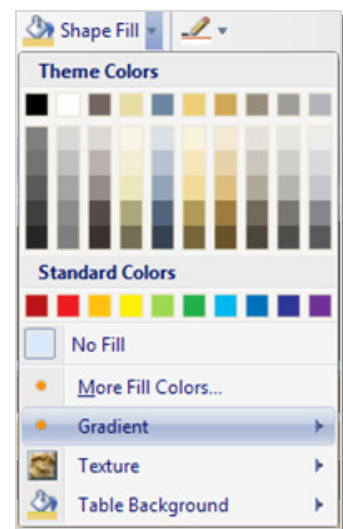 Shape Fill
Theme Colors
Standard Colors
No Fill
More Fill Colors...
Gradient
Texture
Table Background